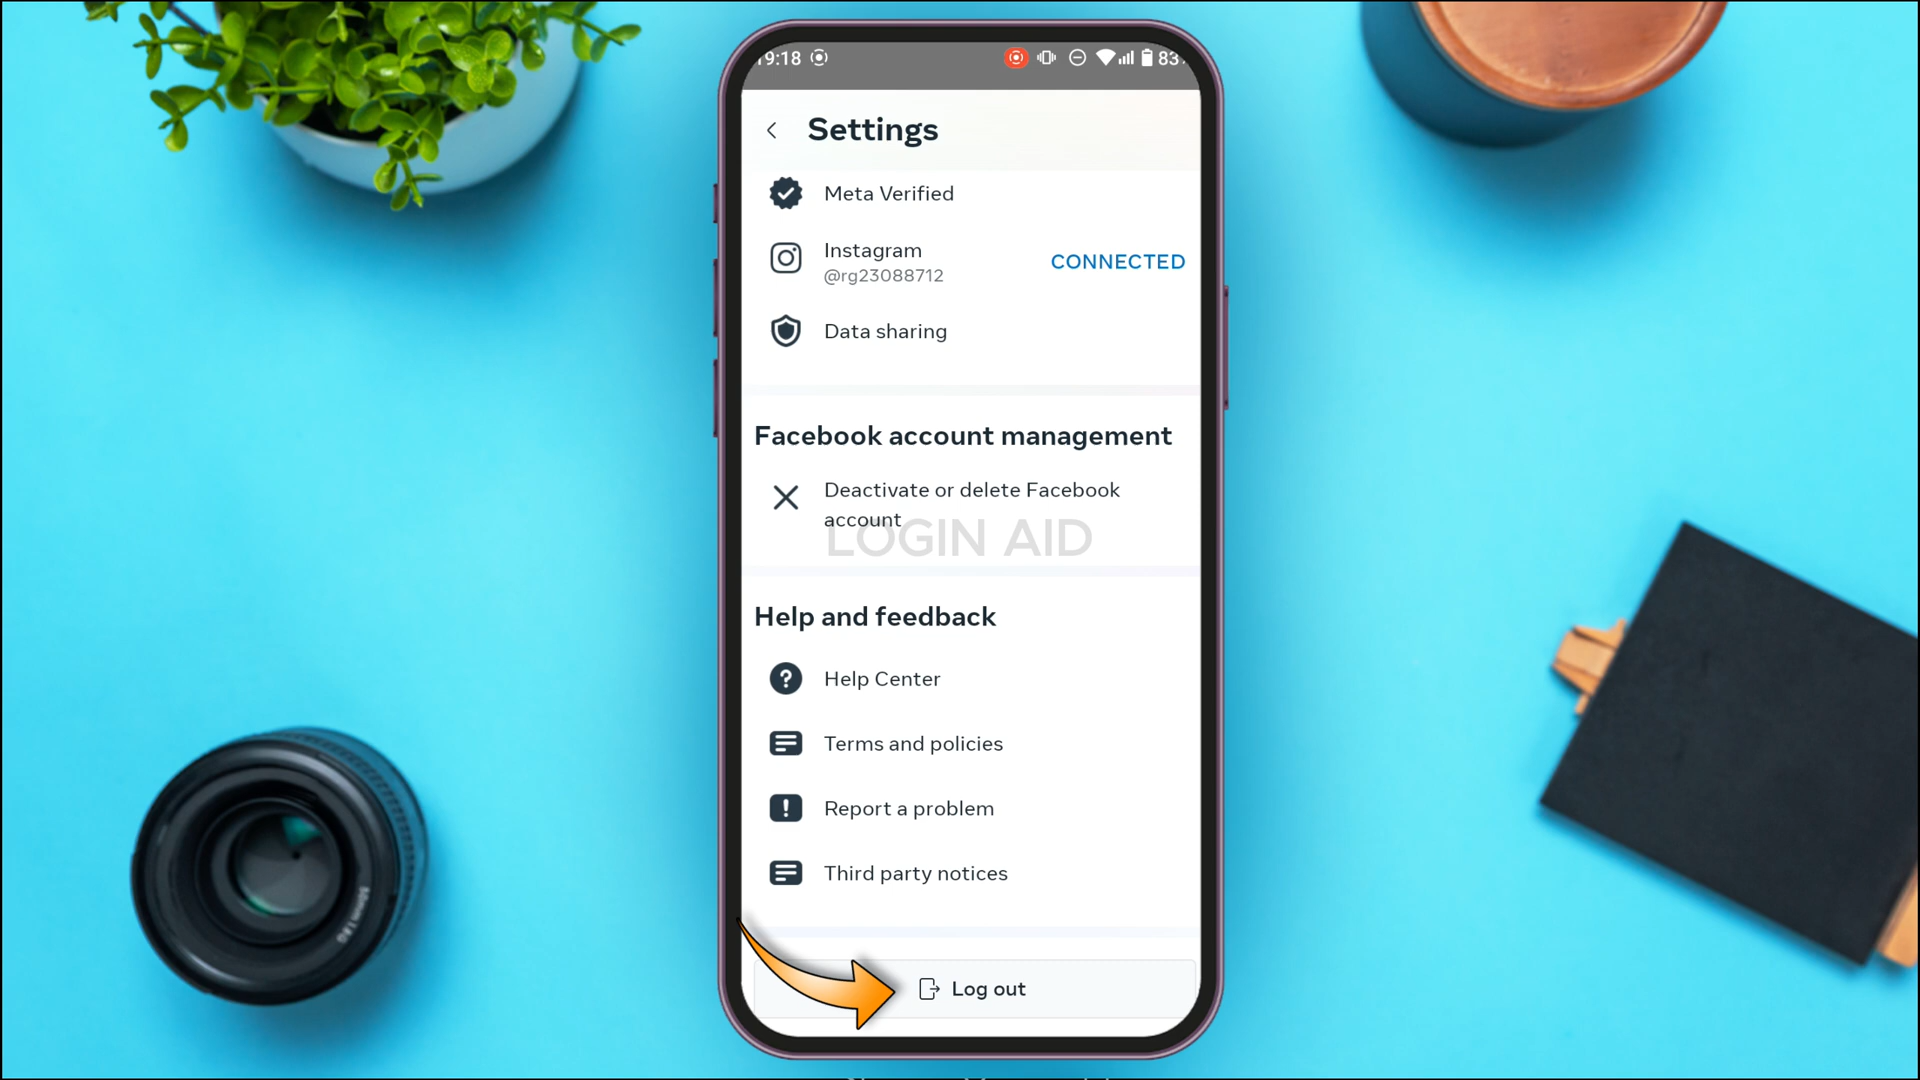 19:18 83
Settings
Meta Verified
Instagram
@rg23088712
CONNECTED
Data sharing
Facebook account management
Deactivate or delete Facebook
account
LOGIN AID
Help and feedback
Help Center
Terms and policies
Report a problem
Third party notices
Log out